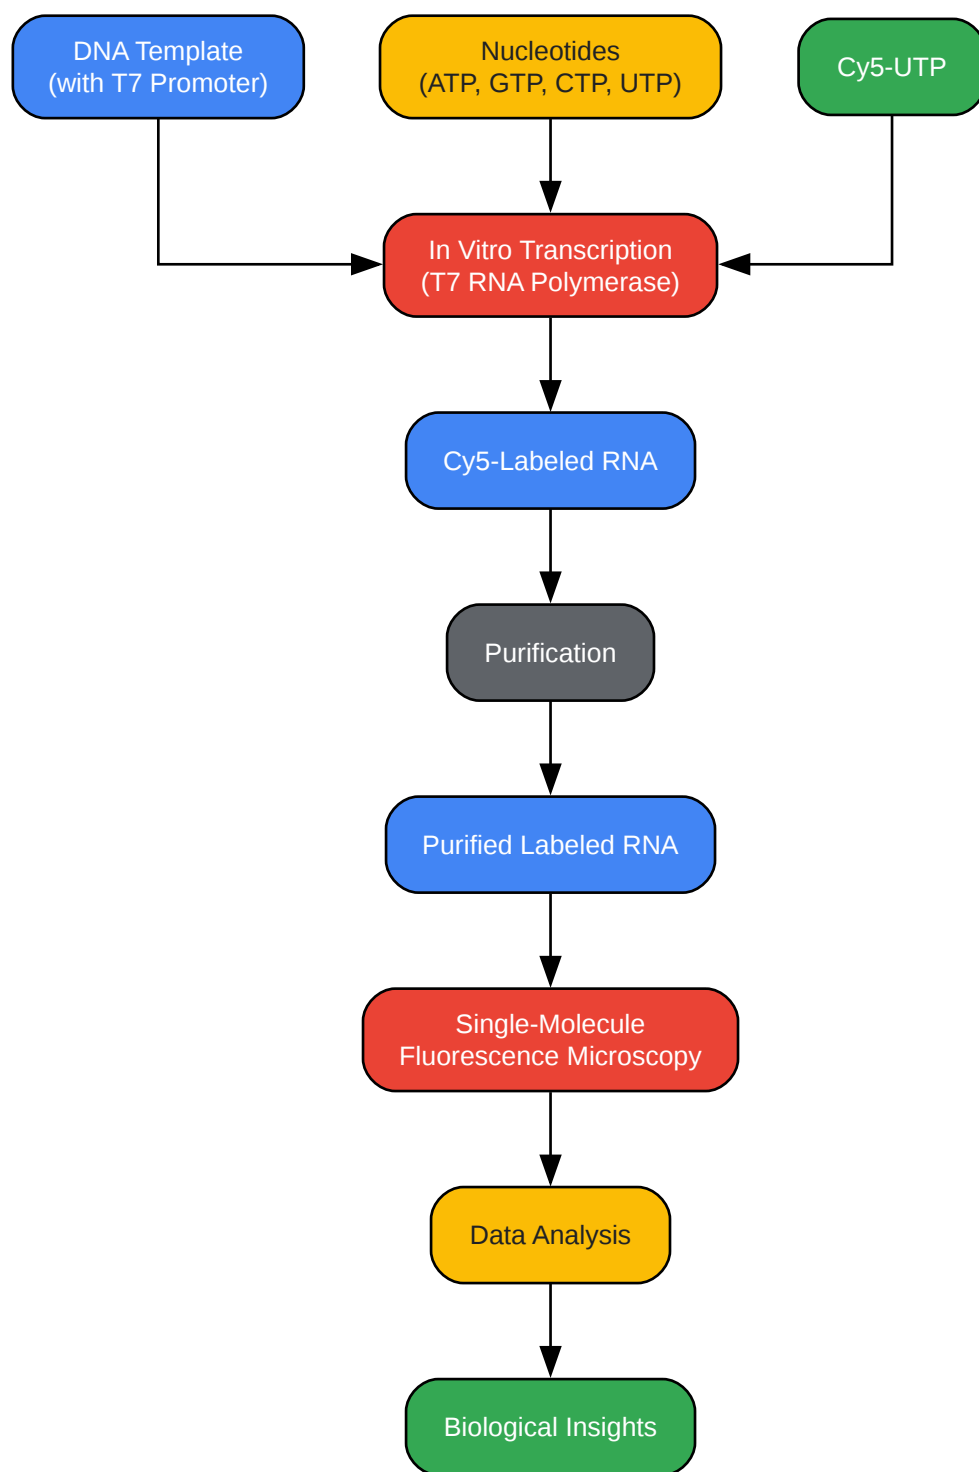 DNA Template
(with T7 Promoter)
Nucleotides
(ATP, GTP, CTP, UTP)
Cy5-UTP
In Vitro Transcription
(T7 RNA Polymerase)
Cy5-Labeled RNA
Purification
Purified Labeled RNA
Single-Molecule
Fluorescence Microscopy
Data Analysis
Biological Insights